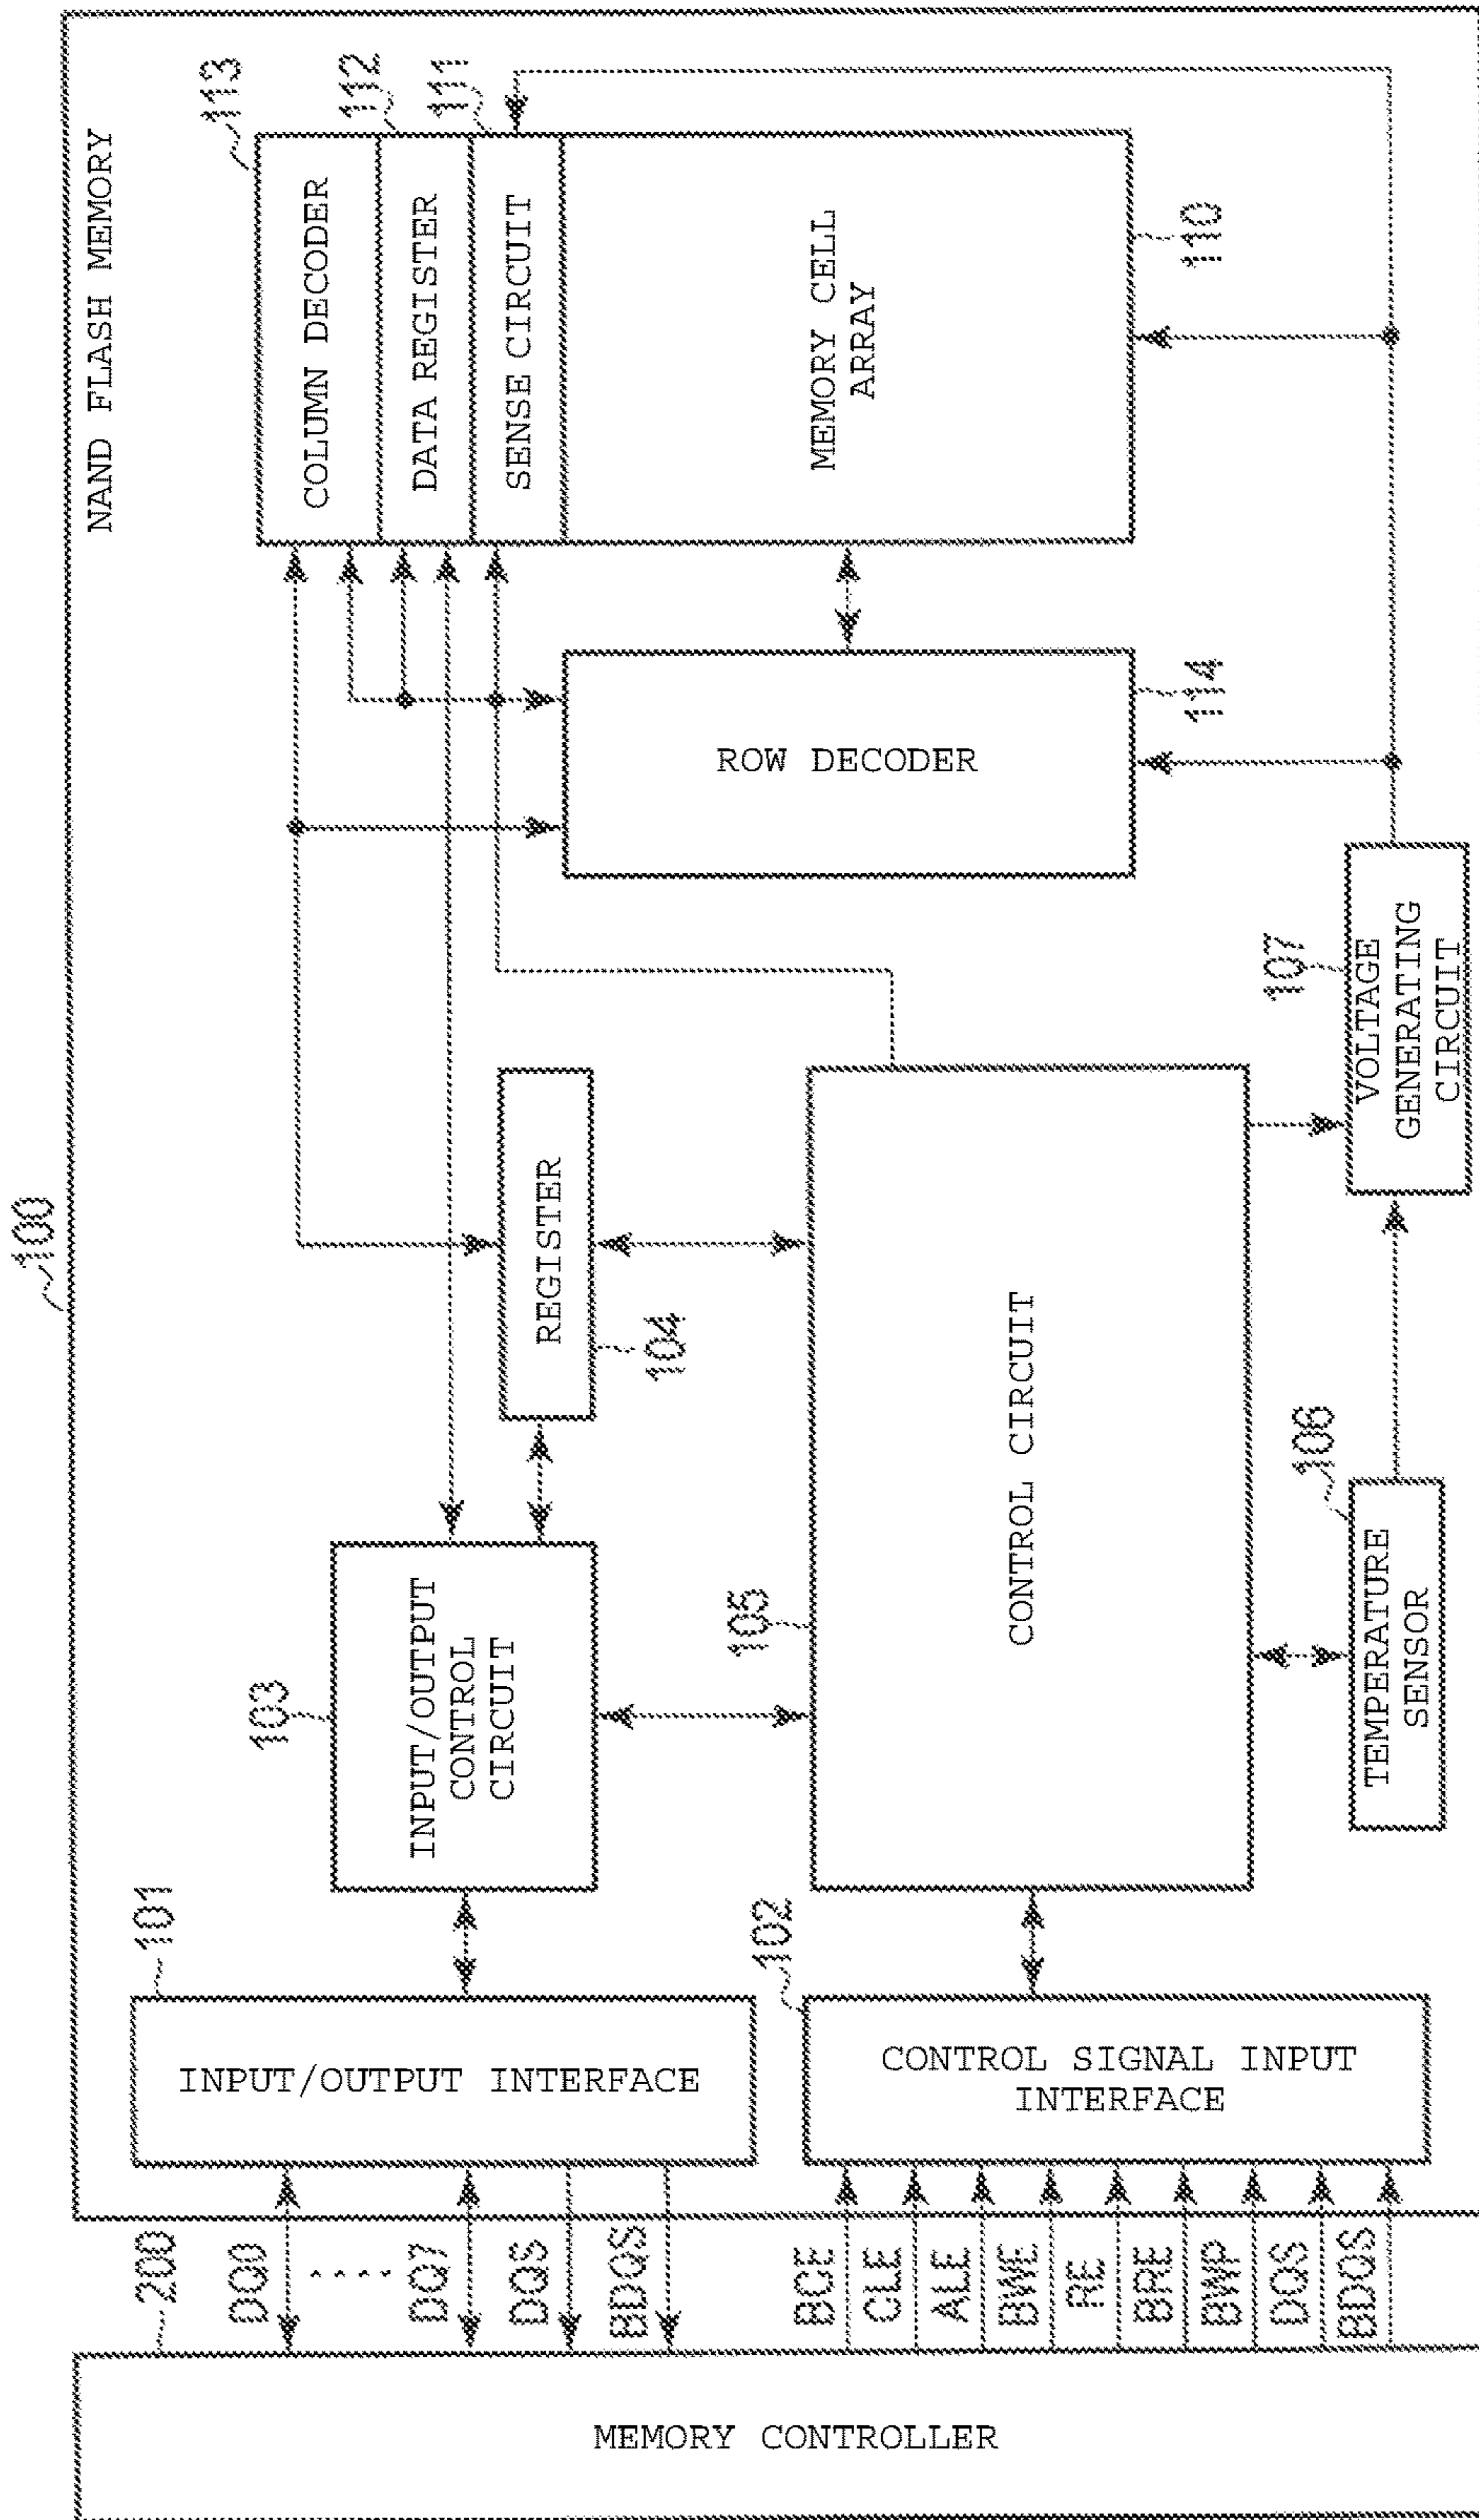 100
NAND FLASH MEMORY
200
MEMORY CONTROLLER
DQ0
DQ7
DQS
BDQS
BCE
CLE
ALE
BWE
RE
BRE
BWP
DQS
BDQS
101
INPUT/OUTPUT INTERFACE
102
CONTROL SIGNAL INPUT
INTERFACE
103
INPUT/OUTPUT
CONTROL
CIRCUIT
REGISTER
104
105
CONTROL CIRCUIT
106
TEMPERATURE
SENSOR
107
VOLTAGE
GENERATING
CIRCUIT
ROW DECODER
114
113
COLUMN DECODER
112
DATA REGISTER
111
SENSE CIRCUIT
MEMORY CELL
ARRAY
110